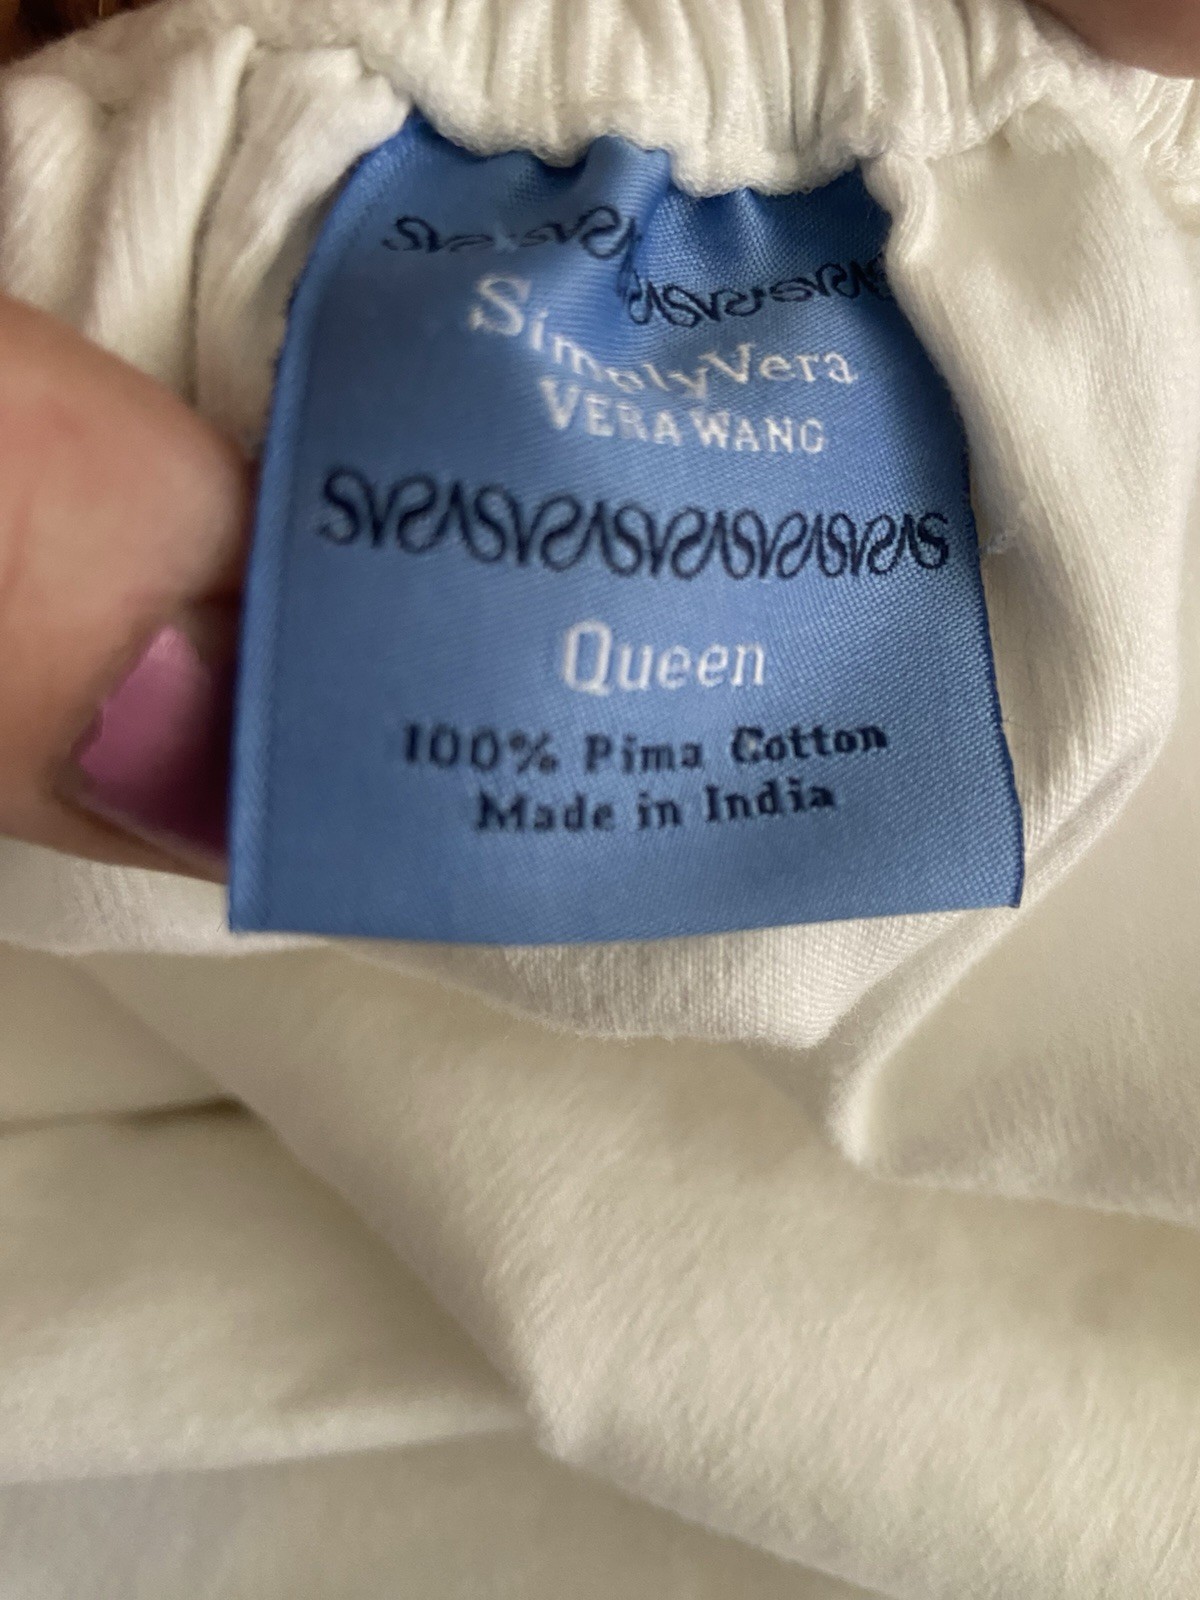 Simply Vera
VERA WANG
Queen
100% Pima Cotton
Made in India